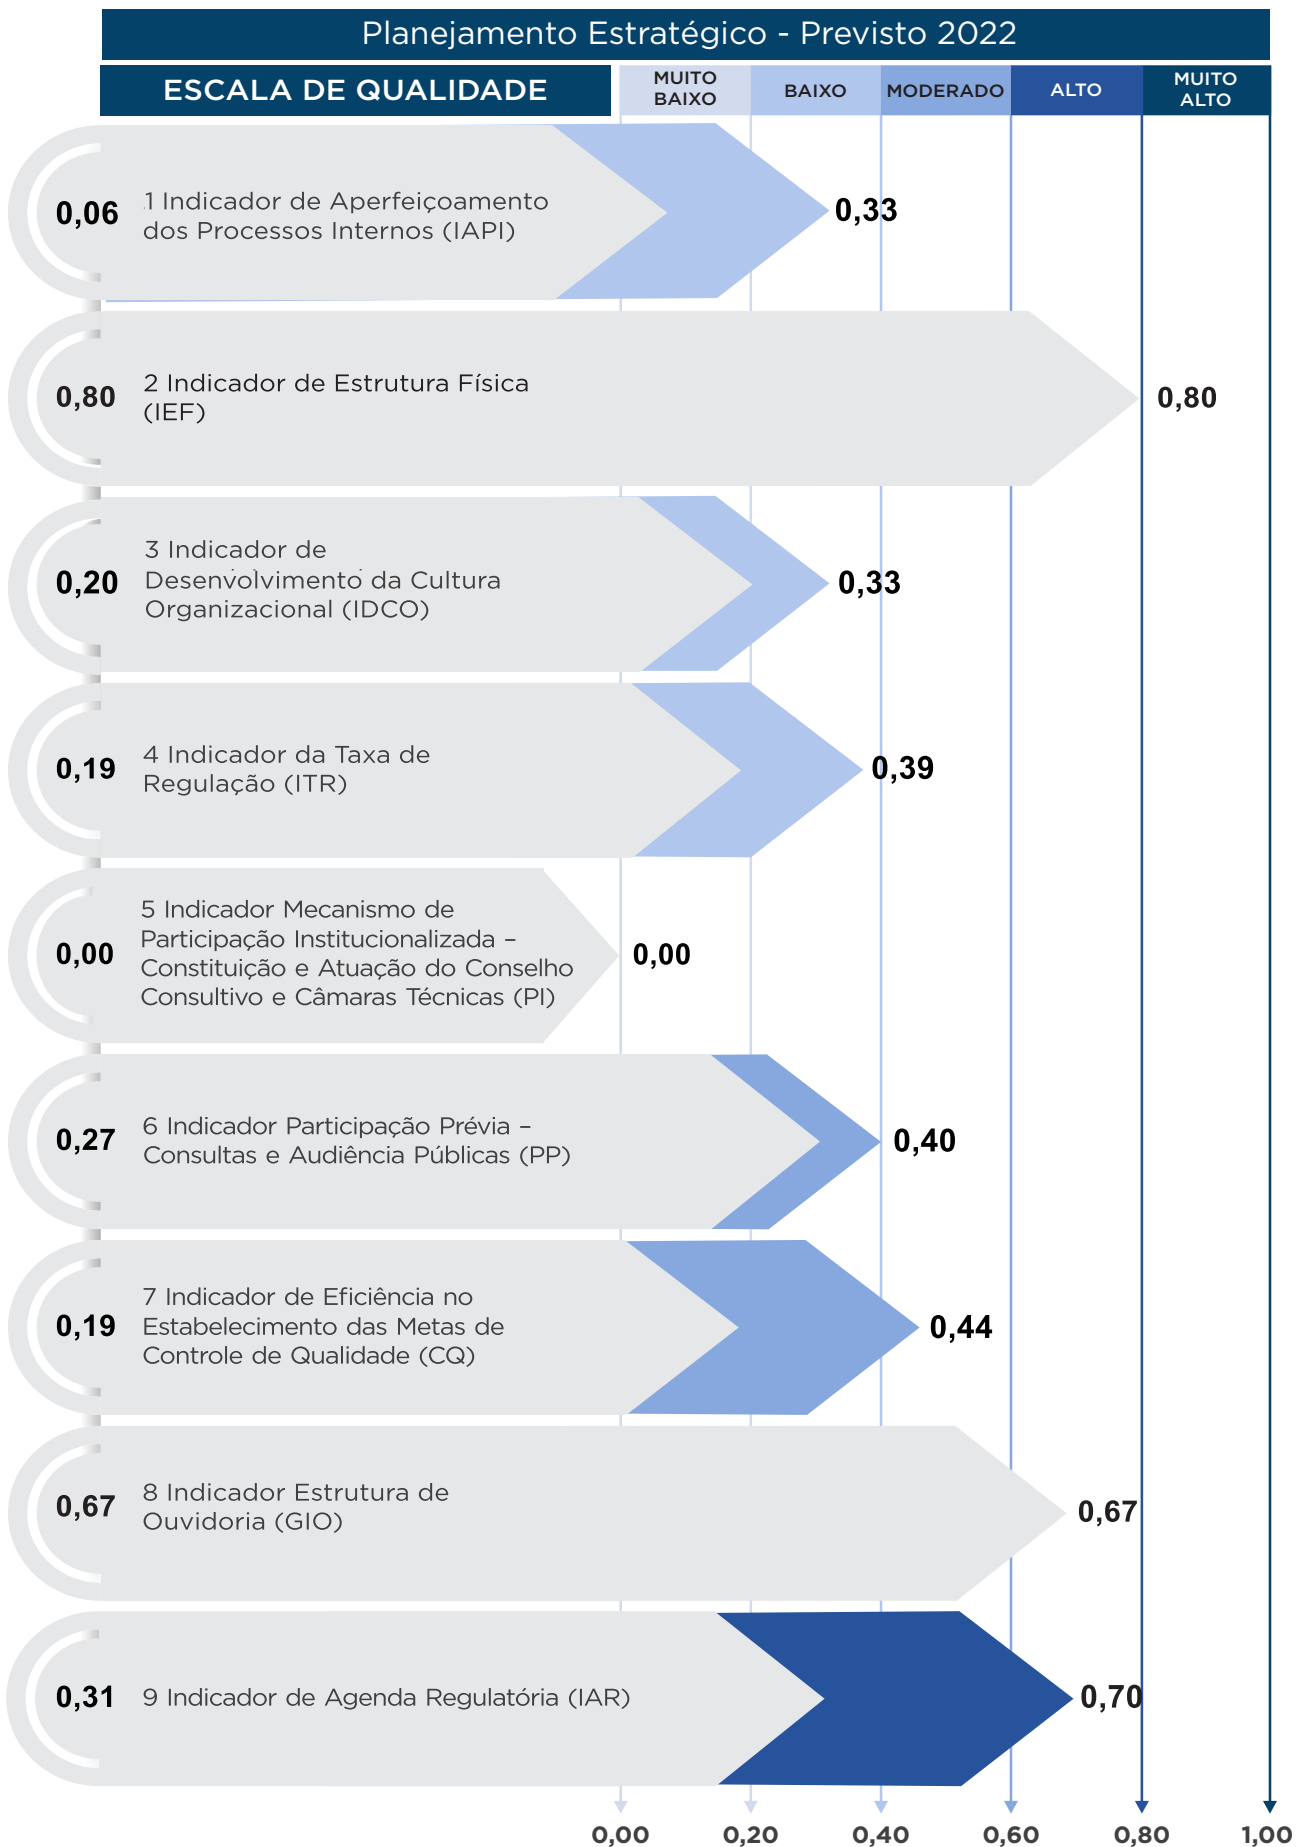 Planejamento Estratégico - Previsto 2022
ESCALA DE QUALIDADE
MUITO
BAIXO
BAIXO
MODERADO
ALTO
MUITO
ALTO
0,06
.1 Indicador de Aperfeiçoamento
dos Processos Internos (IAPI)
0,33
0,80
2 Indicador de Estrutura Física
(IEF)
0,80
0,20
3 Indicador de
Desenvolvimento da Cultura
Organizacional (IDCO)
0,33
0,19
4 Indicador da Taxa de
Regulação (ITR)
0,39
0,00
5 Indicador Mecanismo de
Participação Institucionalizada –
Constituição e Atuação do Conselho
Consultivo e Câmaras Técnicas (PI)
0,00
0,27
6 Indicador Participação Prévia –
Consultas e Audiência Públicas (PP)
0,40
0,19
7 Indicador de Eficiência no
Estabelecimento das Metas de
Controle de Qualidade (CQ)
0,44
0,67
8 Indicador Estrutura de
Ouvidoria (GIO)
0,67
0,31
9 Indicador de Agenda Regulatória (IAR)
0,70
0,00 0,20 0,40 0,60 0,80 1,00